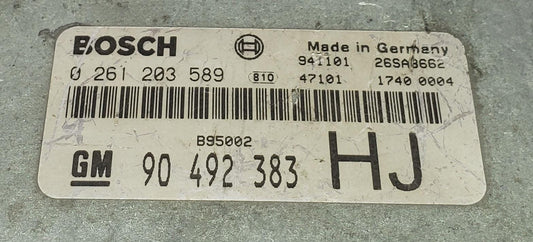 BOSCH Made in Germany
941101 26SA3662
0 261 203 589 810 47101 1740 0004
B95002
GM 90 492 383 HJ